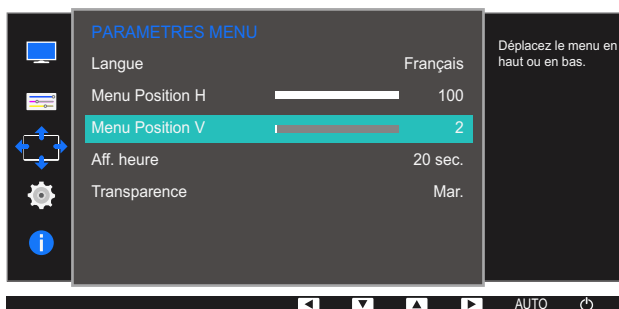 PARAMETRES MENU
Langue Français
Menu Position H 100
Menu Position V 2
Aff. heure 20 sec.
Transparence Mar.
Déplacez le menu en
haut ou en bas.
AUTO